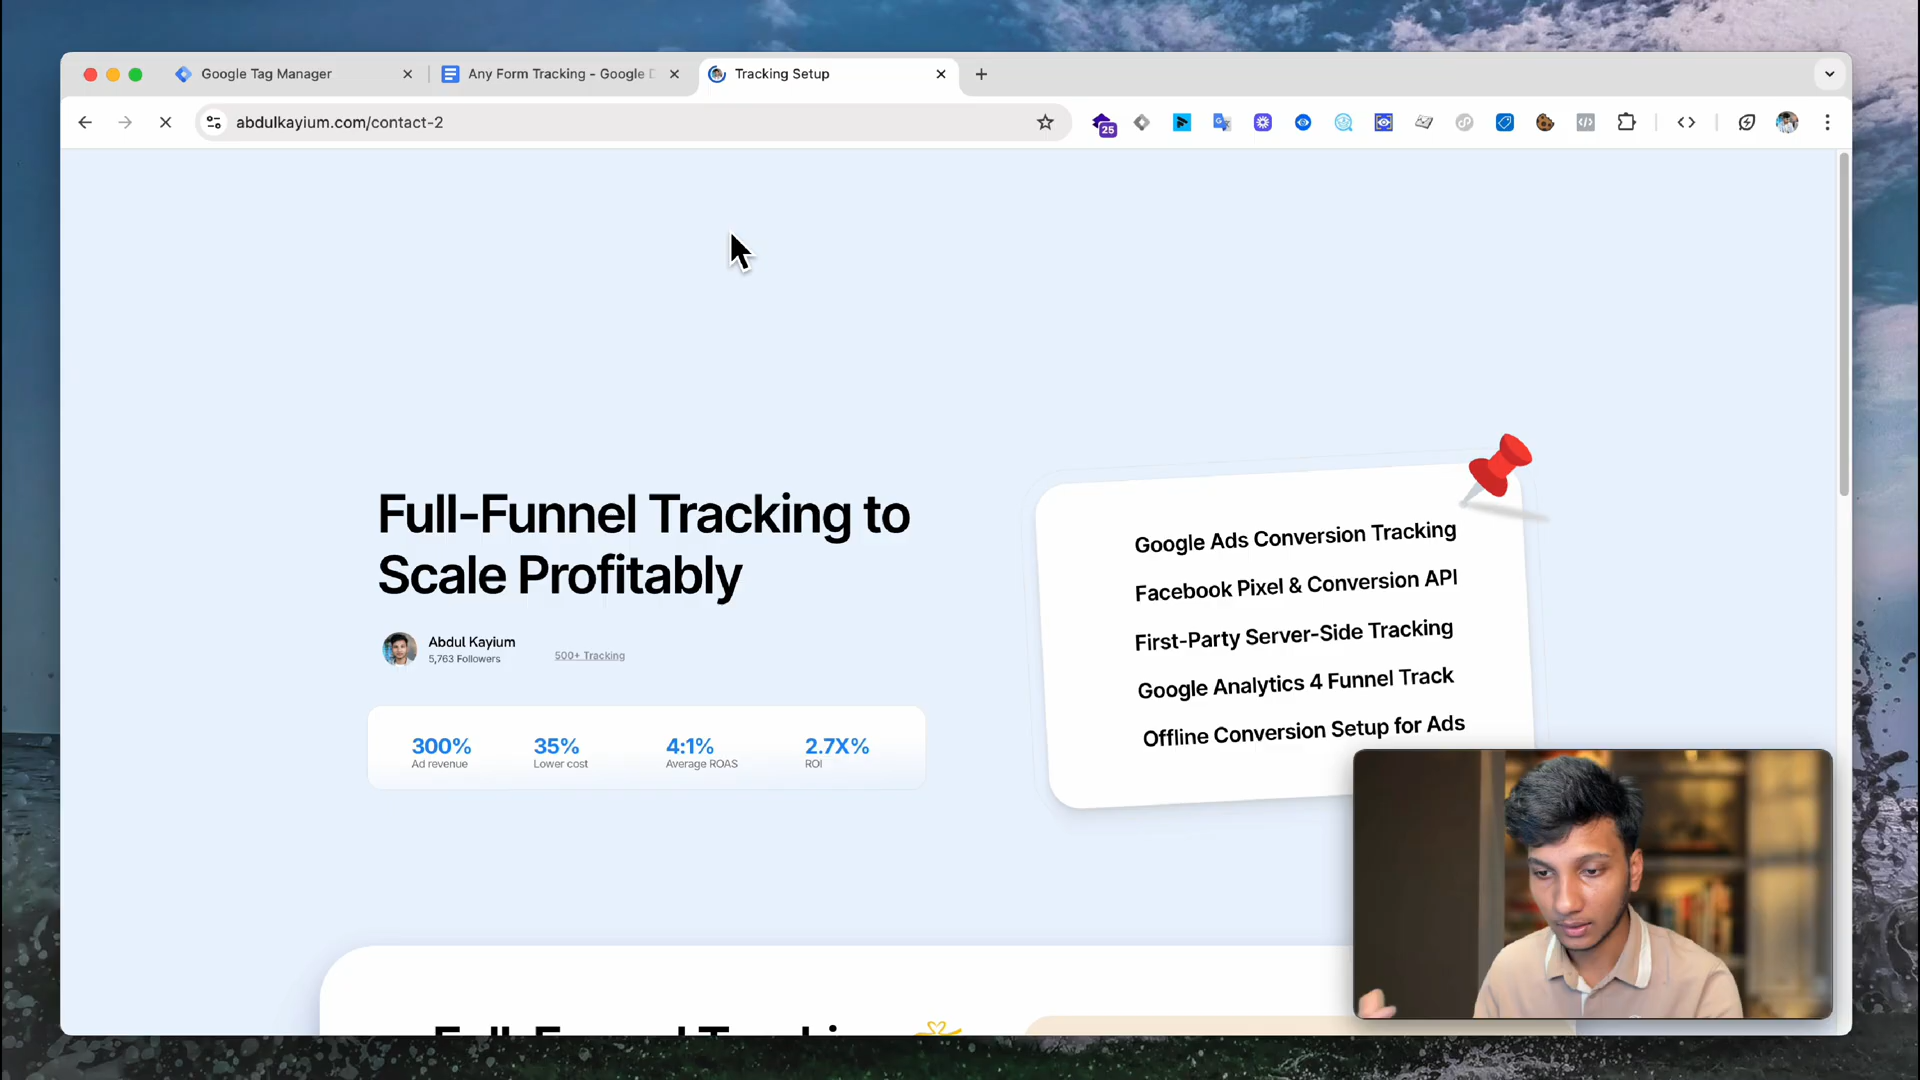 Google Tag Manager
Any Form Tracking - Google D
Tracking Setup
abdulkayium.com/contact-2
25
Full-Funnel Tracking to
Scale Profitably
Abdul Kayium
5,763 Followers
500+ Tracking
300%
Ad revenue
35%
Lower cost
4:1%
Average ROAS
2.7X%
ROI
Google Ads Conversion Tracking
Facebook Pixel & Conversion API
First-Party Server-Side Tracking
Google Analytics 4 Funnel Track
Offline Conversion Setup for Ads